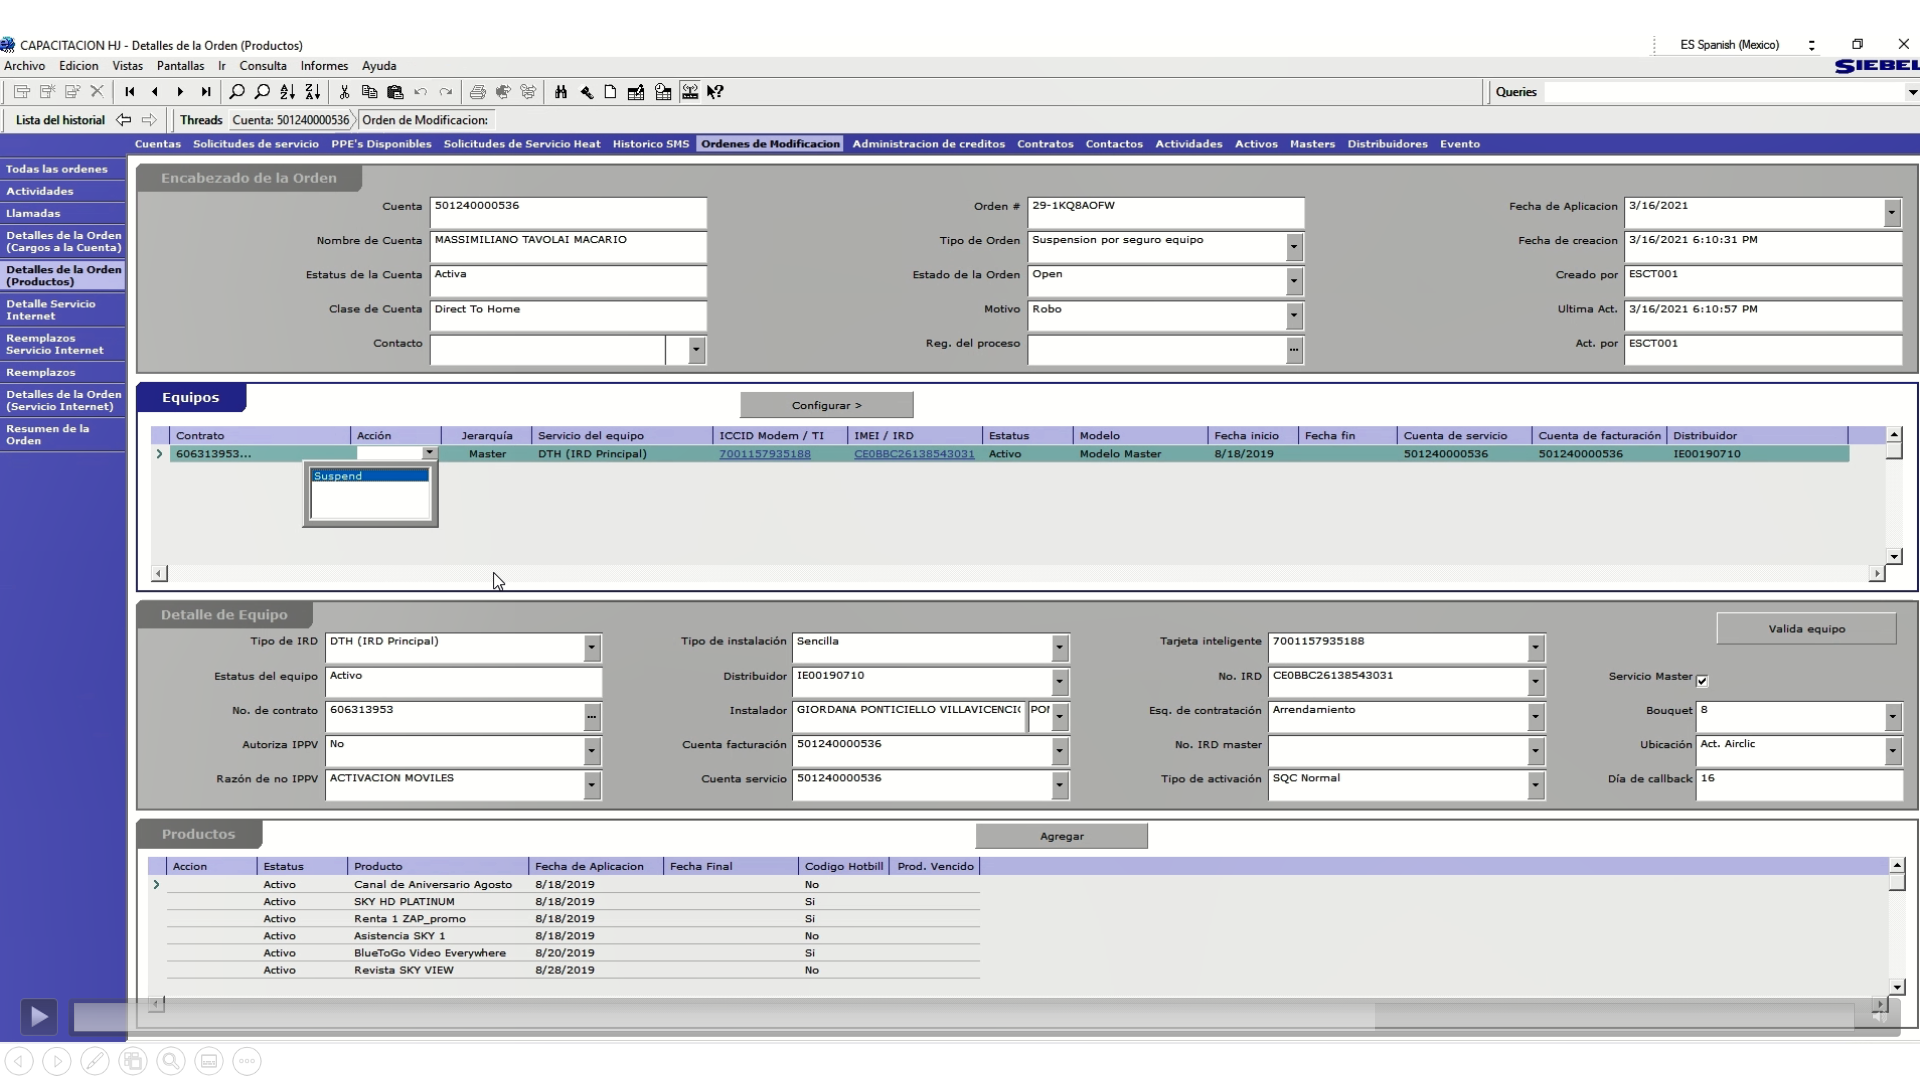 CAPACITACION HJ - Detalles de la Orden (Productos)
ES Spanish (Mexico)
Archivo Edicion Vistas Pantallas Ir Consulta Informes Ayuda
SIEBEL
Queries
Lista del historial Threads Cuenta: 501240000536 Orden de Modificacion:
Cuentas Solicitudes de servicio PPE's Disponibles Solicitudes de Servicio Heat Historico SMS Ordenes de Modificacion Administracion de creditos Contratos Contactos Actividades Activos Masters Distribuidores Evento
Todas las ordenes
Actividades
Llamadas
Detalles de la Orden
(Cargos a la Cuenta)
Detalles de la Orden
(Productos)
Detalle Servicio
Internet
Reemplazos
Servicio Internet
Reemplazos
Detalles de la Orden
(Servicio Internet)
Resumen de la
Orden
Encabezado de la Orden
Cuenta 501240000536 Orden # 29-1KQ8AOFW Fecha de Aplicacion 3/16/2021
Nombre de Cuenta MASSIMILIANO TAVOLAI MACARIO Tipo de Orden Suspension por seguro equipo Fecha de creacion 3/16/2021 6:10:31 PM
Estatus de la Cuenta Activa Estado de la Orden Open Creado por ESCT001
Clase de Cuenta Direct To Home Motivo Robo Ultima Act. 3/16/2021 6:10:57 PM
Contacto Reg. del proceso Act. por ESCT001
Equipos
Configurar >
Contrato Acción Jerarquía Servicio del equipo ICCID Modem / TI IMEI / IRD Estatus Modelo Fecha inicio Fecha fin Cuenta de servicio Cuenta de facturación Distribuidor
606313953... Master DTH (IRD Principal) 7001157935188 CE0BBC26138543031 Activo Modelo Master 8/18/2019 501240000536 501240000536 IE00190710
Suspend
Detalle de Equipo
Valida equipo
Tipo de IRD DTH (IRD Principal) Tipo de instalación Sencilla Tarjeta inteligente 7001157935188
Estatus del equipo Activo Distribuidor IE00190710 No. IRD CE0BBC26138543031 Servicio Master
No. de contrato 606313953 Instalador GIORDANA PONTICIELLO VILLAVICENCI Esq. de contratación Arrendamiento Bouquet 8
Autoriza IPPV No Cuenta facturación 501240000536 No. IRD master Ubicación Act. Airclic
Razón de no IPPV ACTIVACION MOVILES Cuenta servicio 501240000536 Tipo de activación SQC Normal Día de callback 16
Productos
Agregar
Accion Estatus Producto Fecha de Aplicacion Fecha Final Codigo Hotbill Prod. Vencido
Activo Canal de Aniversario Agosto 8/18/2019 No
Activo SKY HD PLATINUM 8/18/2019 Si
Activo Renta 1 ZAP_promo 8/18/2019 Si
Activo Asistencia SKY 1 8/18/2019 No
Activo BlueToGo Video Everywhere 8/20/2019 Si
Activo Revista SKY VIEW 8/28/2019 No